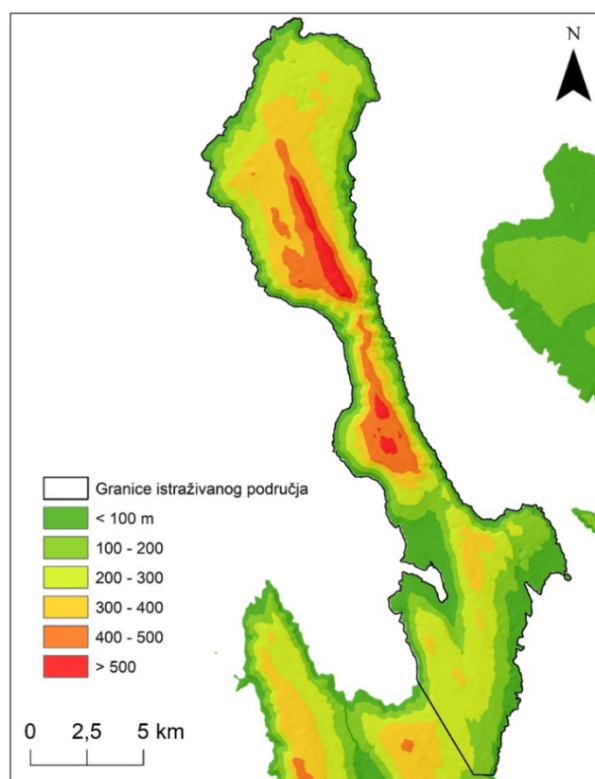 N
Granice istraživanog područja
< 100 m
100 - 200
200 - 300
300 - 400
400 - 500
> 500
0 2,5 5 km